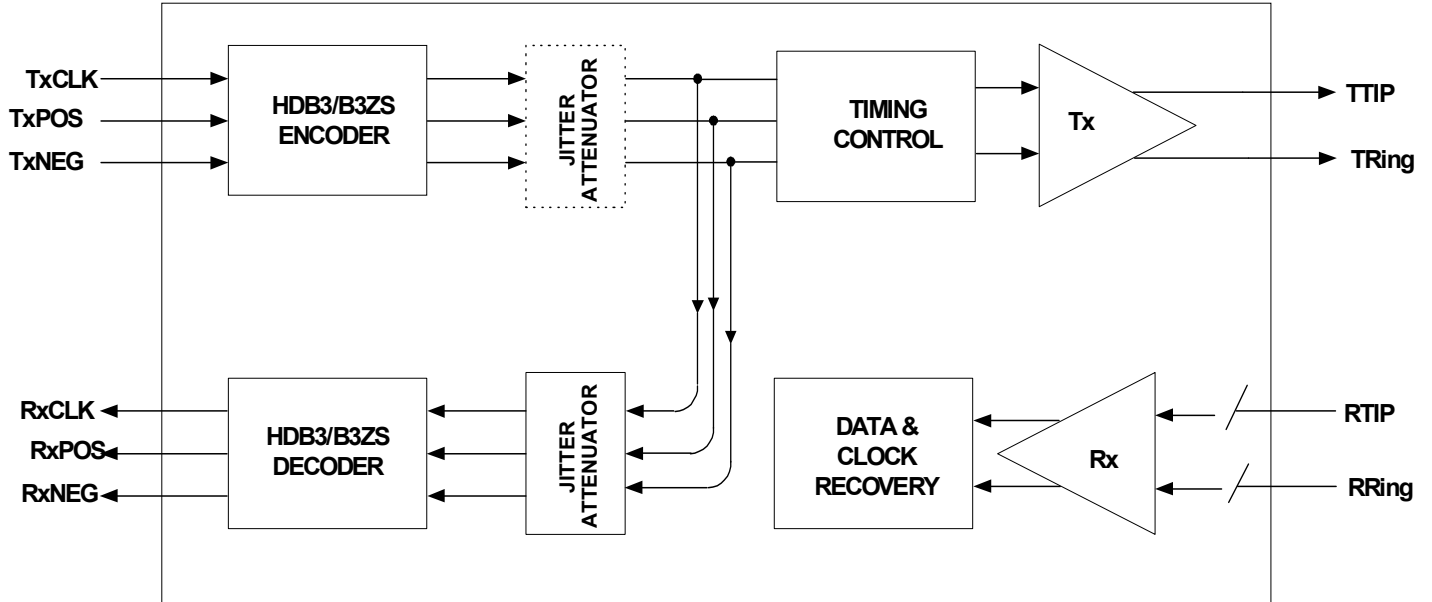 TxCLK
TxPOS
TxNEG
HDB3/B3ZS
ENCODER
JITTER
ATTENUATOR
TIMING
CONTROL
Tx
TTIP
TRing
RxCLK
RxPOS
RxNEG
HDB3/B3ZS
DECODER
JITTER
ATTENUATOR
DATA &
CLOCK
RECOVERY
Rx
RTIP
RRing